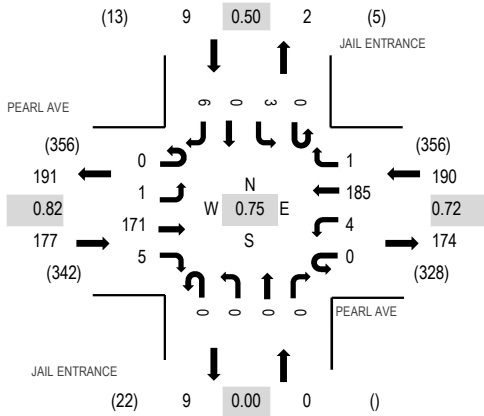 (13) 9 0.50 2 (5)
JAIL ENTRANCE
6 0 3 0
PEARL AVE
(356) (356)
191 0 1 190
0.82 1 N 185 0.72
W 0.75 E
177 171 S 4 174
(342) 5 0 (328)
0 0 0 0
PEARL AVE
JAIL ENTRANCE
(22) 9 0.00 0 ()